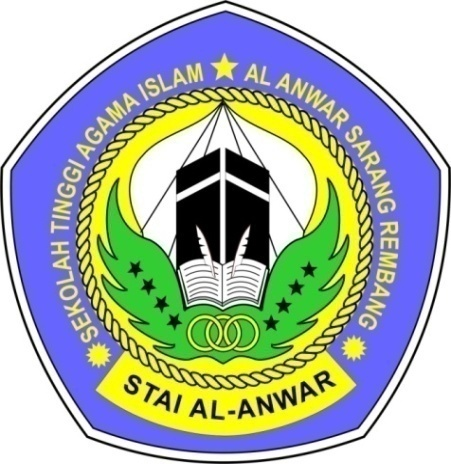 SEKOLAH TINGGI AGAMA ISLAM AL ANWAR SARANG REMBANG
STAI AL-ANWAR